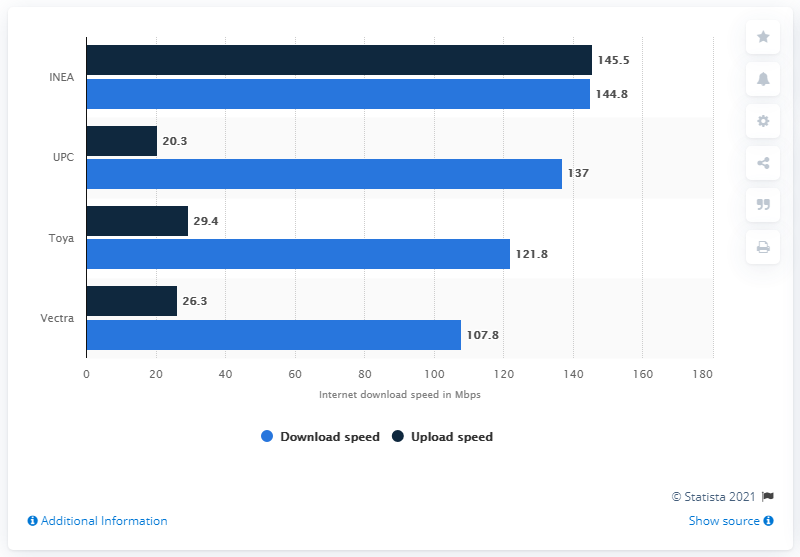 INEA
145.5
144.8
UPC
20.3
137
Toya
29.4
121.8
Vectra
26.3
107.8
0 20 40 60 80 100 120 140 160 180
Internet download speed in Mbps
Download speed Upload speed
© Statista 2021
Additional Information Show source